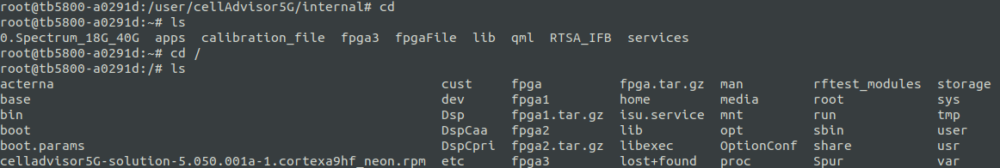 root@tb5800-a0291d:/user/cellAdvisor5G/internal# cd
root@tb5800-a0291d:~# ls
0.Spectrum_18G_40G  apps  calibration_file  fpga3  fpgaFile  lib  qml  RTSA_IFB  services
root@tb5800-a0291d:~# cd /
root@tb5800-a0291d:/# ls
acterna  cust  fpga  fpga.tar.gz  man  rftest_modules  storage
base  dev  fpga1  home  media  root  sys
bin  Dsp  fpga1.tar.gz  isu.service  mnt  run  tmp
boot  DspCaa  fpga2  lib  opt  sbin  user
boot.params  DspCpri  fpga2.tar.gz  libexec  OptionConf  share  usr
celladvisor5G-solution-5.050.001a-1.cortexa9hf_neon.rpm  etc  fpga3  lost+found  proc  Spur  var